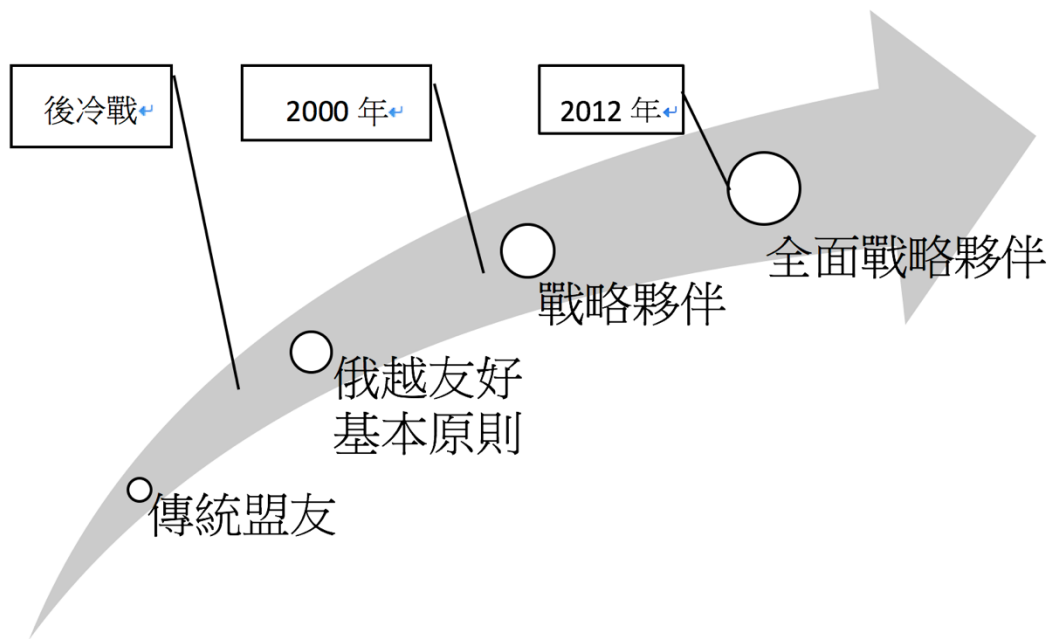 後冷戰
2000 年
2012 年
全面戰略夥伴
戰略夥伴
俄越友好
基本原則
傳統盟友